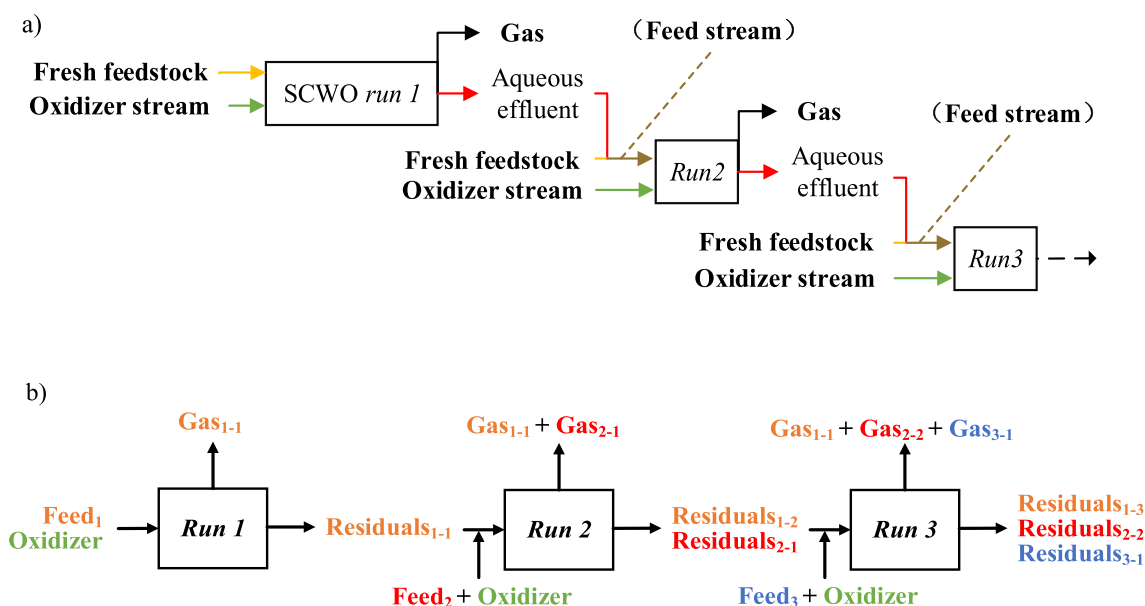 a)
Gas
(Feed stream)
Fresh feedstock
Oxidizer stream
SCWO run 1
Aqueous
effluent
Gas
(Feed stream)
Fresh feedstock
Oxidizer stream
Run2
Aqueous
effluent
Fresh feedstock
Oxidizer stream
Run3
b)
Gas₁₋₁
Gas₁₋₁ + Gas₂₋₁
Gas₁₋₁ + Gas₂₋₂ + Gas₃₋₁
Feed₁
Oxidizer
Run 1
Residuals₁₋₁
Run 2
Residuals₁₋₂
Residuals₂₋₁
Run 3
Residuals₁₋₃
Residuals₂₋₂
Residuals₃₋₁
Feed₂ + Oxidizer
Feed₃ + Oxidizer